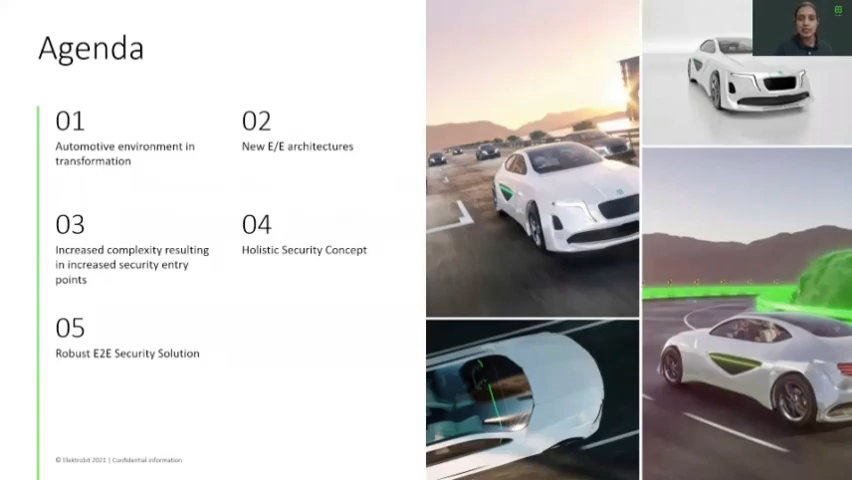 Agenda
01
Automotive environment in
transformation
02
New E/E architectures
03
Increased complexity resulting
in increased security entry
points
04
Holistic Security Concept
05
Robust E2E Security Solution
© Elektrobit 2021 | Confidential information